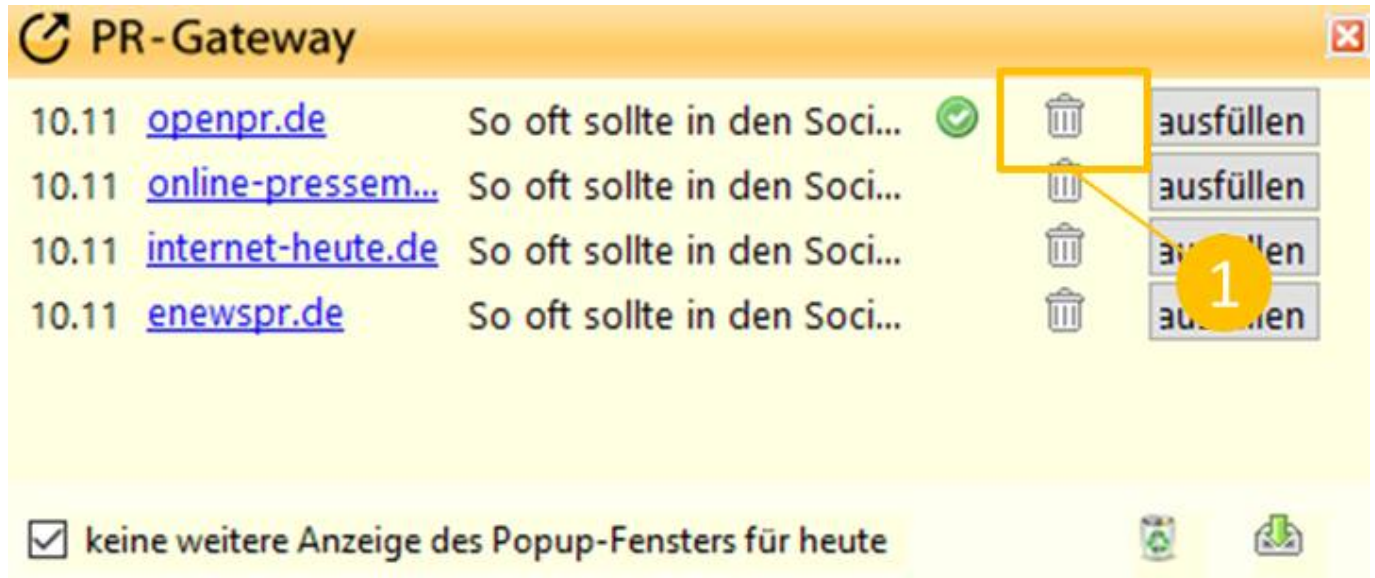 PR-Gateway
10.11 openpr.de So oft sollte in den Soci... ausfüllen
10.11 online-pressem... So oft sollte in den Soci... ausfüllen
10.11 internet-heute.de So oft sollte in den Soci...
1
10.11 enewspr.de So oft sollte in den Soci...
keine weitere Anzeige des Popup-Fensters für heute